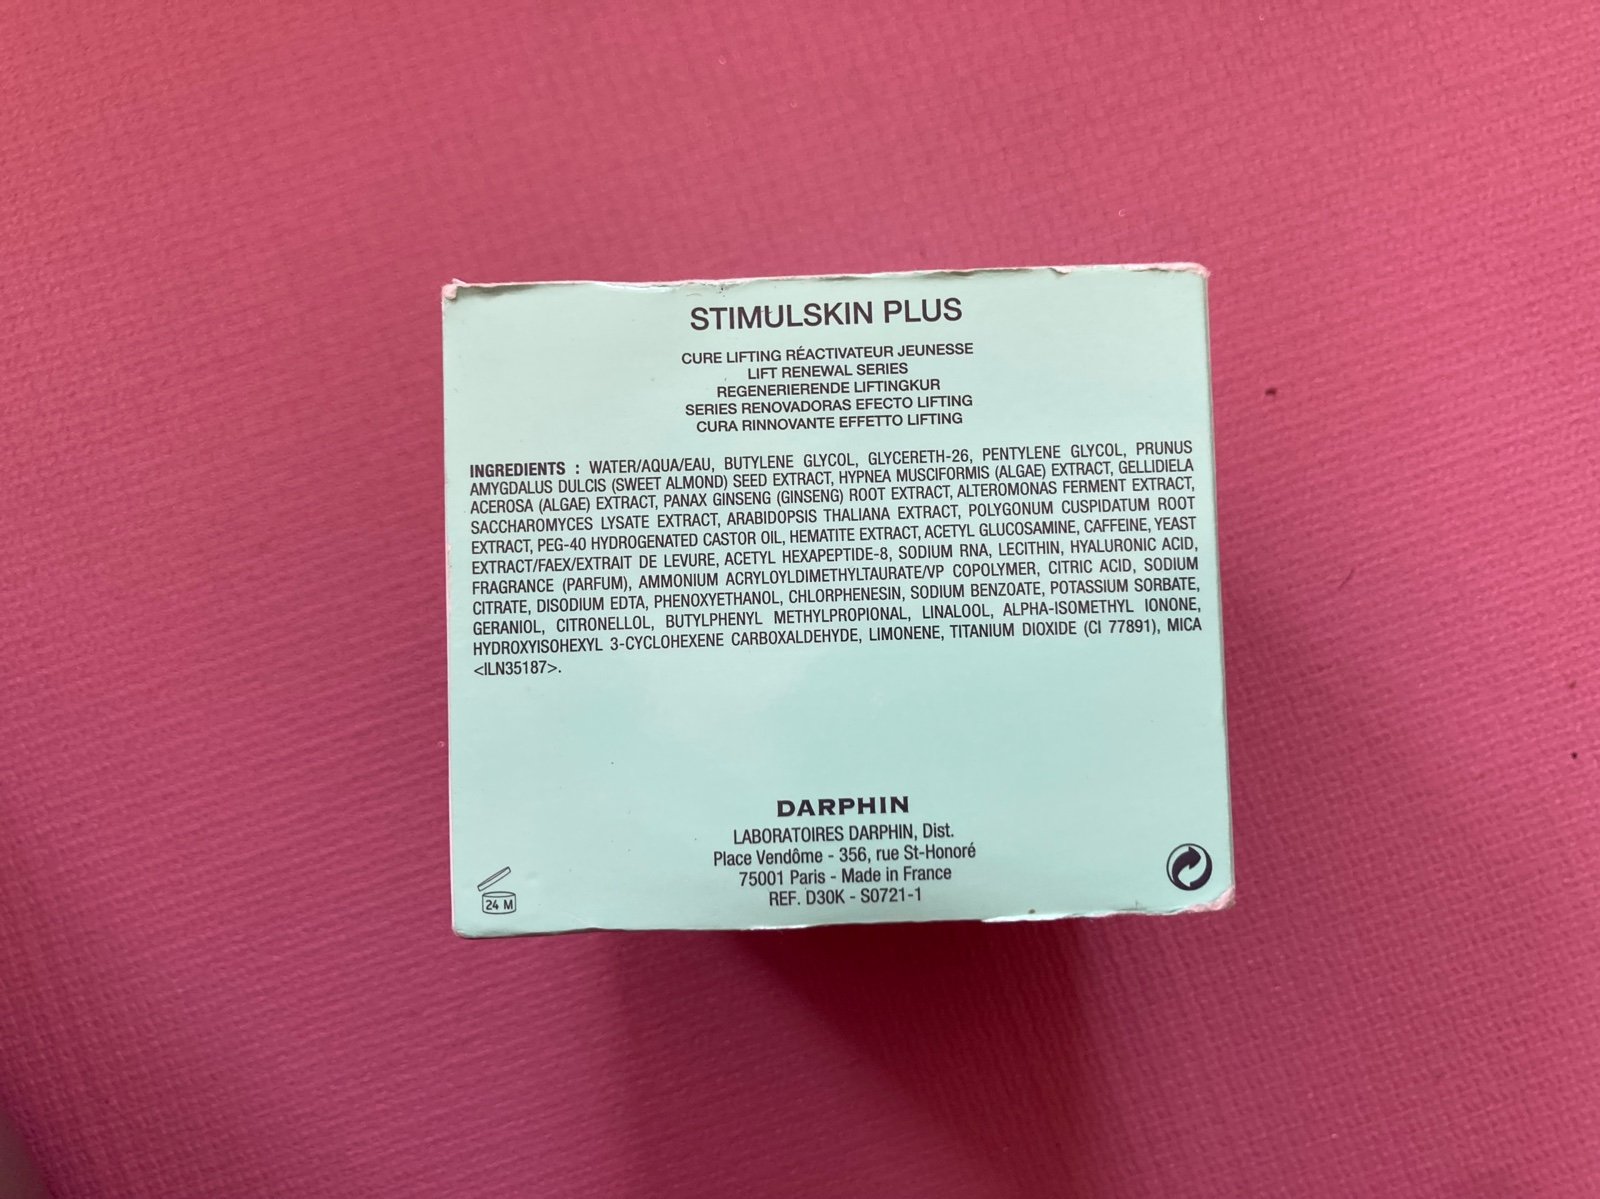 STIMULSKIN PLUS
CURE LIFTING RÉACTIVATEUR JEUNESSE
LIFT RENEWAL SERIES
REGENERIERENDE LIFTINGKUR
SERIES RENOVADORAS EFECTO LIFTING
CURA RINNOVANTE EFFETTO LIFTING
INGREDIENTS : WATER/AQUA/EAU, BUTYLENE GLYCOL, GLYCERETH-26, PENTYLENE GLYCOL, PRUNUS
AMYGDALUS DULCIS (SWEET ALMOND) SEED EXTRACT, HYPNEA MUSCIFORMIS (ALGAE) EXTRACT, GELLIDIELA
ACEROSA (ALGAE) EXTRACT, PANAX GINSENG (GINSENG) ROOT EXTRACT, ALTEROMONAS FERMENT EXTRACT,
SACCHAROMYCES LYSATE EXTRACT, ARABIDOPSIS THALIANA EXTRACT, POLYGONUM CUSPIDATUM ROOT
EXTRACT, PEG-40 HYDROGENATED CASTOR OIL, HEMATITE EXTRACT, ACETYL GLUCOSAMINE, CAFFEINE, YEAST
EXTRACT/FAEX/EXTRAIT DE LEVURE, ACETYL HEXAPEPTIDE-8, SODIUM RNA, LECITHIN, HYALURONIC ACID,
FRAGRANCE (PARFUM), AMMONIUM ACRYLOYLDIMETHYLTAURATE/VP COPOLYMER, CITRIC ACID, SODIUM
CITRATE, DISODIUM EDTA, PHENOXYETHANOL, CHLORPHENESIN, SODIUM BENZOATE, POTASSIUM SORBATE,
GERANIOL, CITRONELLOL, BUTYLPHENYL METHYLPROPIONAL, LINALOOL, ALPHA-ISOMETHYL IONONE,
HYDROXYISOHEXYL 3-CYCLOHEXENE CARBOXALDEHYDE, LIMONENE, TITANIUM DIOXIDE (CI 77891), MICA
<ILN35187>.
DARPHIN
LABORATOIRES DARPHIN, Dist.
Place Vendôme - 356, rue St-Honoré
75001 Paris - Made in France
REF. D30K - S0721-1
24 M